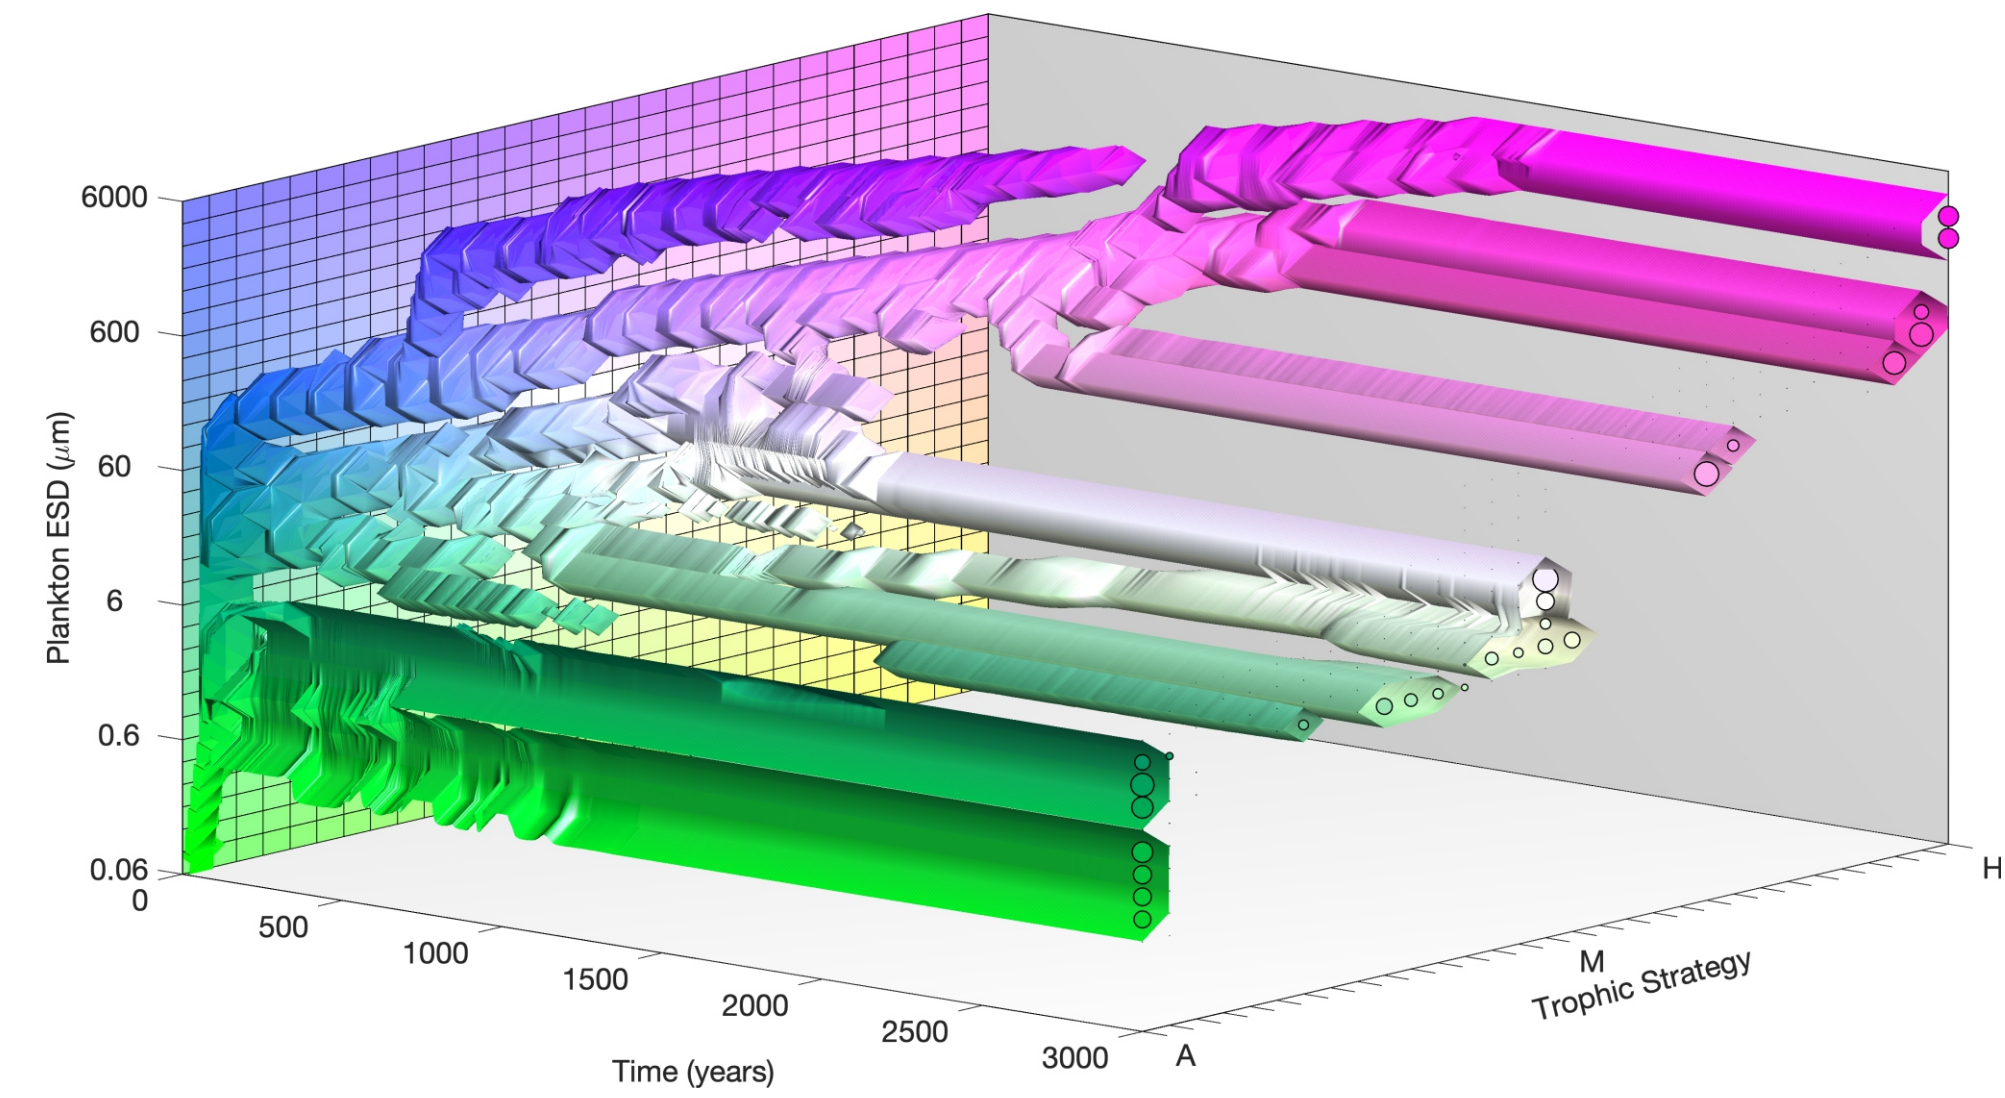 6000
600
60
6
0.6
0.06
Plankton ESD (μm)
0
500
1000
1500
2000
2500
3000
Time (years)
A
M
H
Trophic Strategy